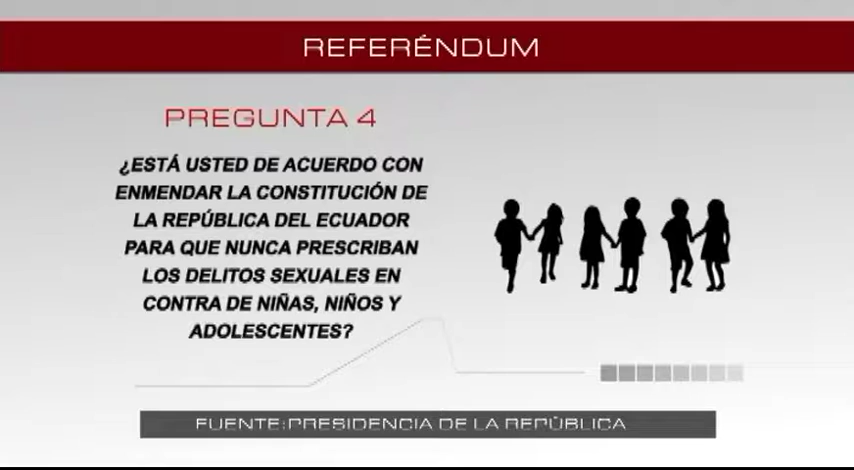 REFERÉNDUM
PREGUNTA 4
¿ESTÁ USTED DE ACUERDO CON
ENMENDAR LA CONSTITUCIÓN DE
LA REPÚBLICA DEL ECUADOR
PARA QUE NUNCA PRESCRIBAN
LOS DELITOS SEXUALES EN
CONTRA DE NIÑAS, NIÑOS Y
ADOLESCENTES?
FUENTE:PRESIDENCIA DE LA REPÚBLICA